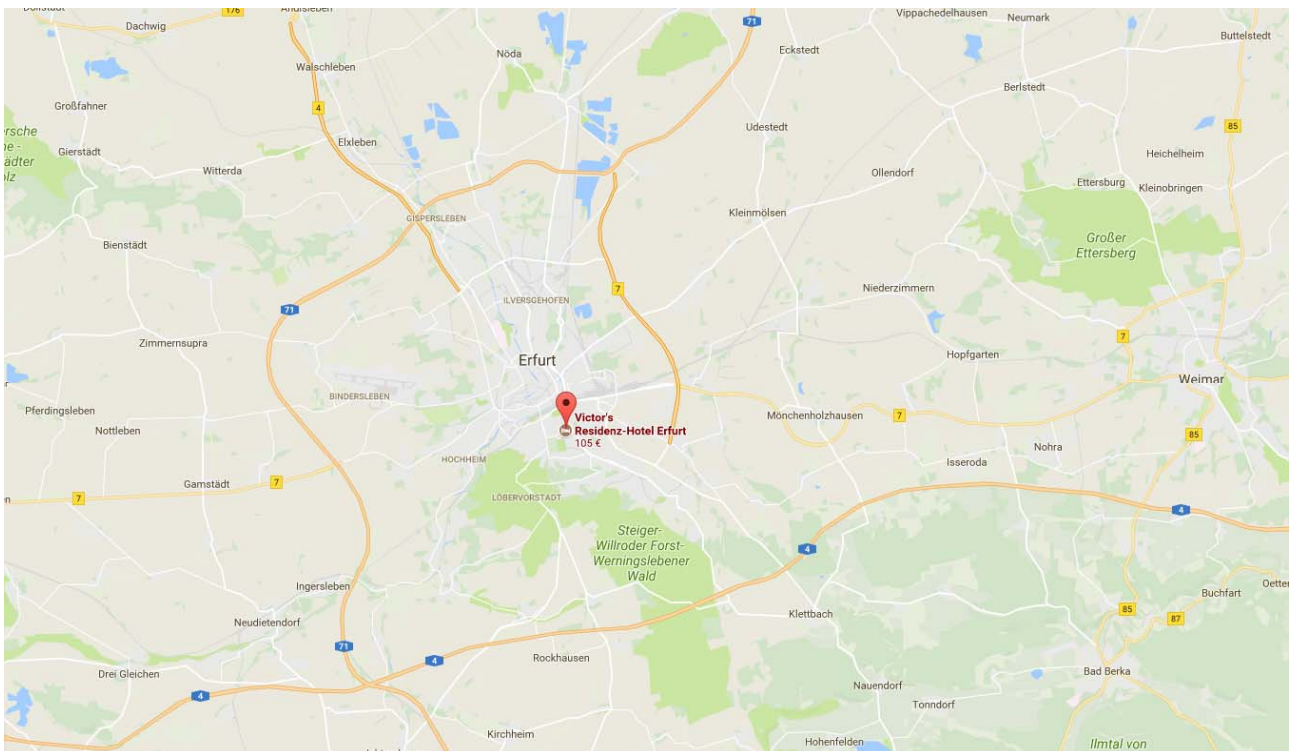 Döllstädt
176
Andisleben
71
Vippachedelhausen
Neumark
Dachwig
Buttelstedt
Nöda
Eckstedt
Walschleben
Berlstedt
Großfahner
4
Udestedt
85
Elxleben
Gierstädt
Heichelheim
Witterda
Ollendorf
Ettersburg
Kleinobringen
GISPERSLEBEN
Kleinmölsen
Bienstädt
Großer
Ettersberg
7
Niederzimmern
ILVERSGEHOFEN
71
7
Zimmernsupra
Hopfgarten
Erfurt
Weimar
BINDERSLEBEN
Pferdingsleben
Mönchenholzhausen
7
Victor's
Residenz-Hotel Erfurt
105 €
Nottleben
85
Nohra
HOCHHEIM
Isseroda
Gamstädt
7
7
LÖBERVORSTADT
4
Steiger-
Willroder Forst-
Werningslebener
Wald
4
Ingersleben
Buchfart
Klettbach
85
87
Neudietendorf
71
4
Rockhausen
Drei Gleichen
Bad Berka
4
Nauendorf
Tonndorf
Kirchheim
Hohenfelden
Ilmtal von